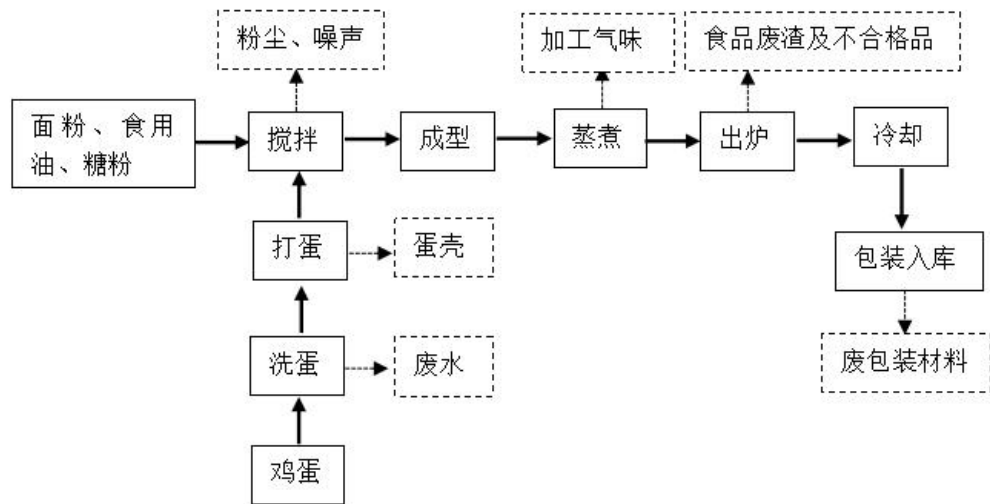 粉尘、噪声
加工气味
食品废渣及不合格品
面粉、食用
油、糖粉
搅拌
成型
蒸煮
出炉
冷却
打蛋
蛋壳
包装入库
洗蛋
废水
废包装材料
鸡蛋